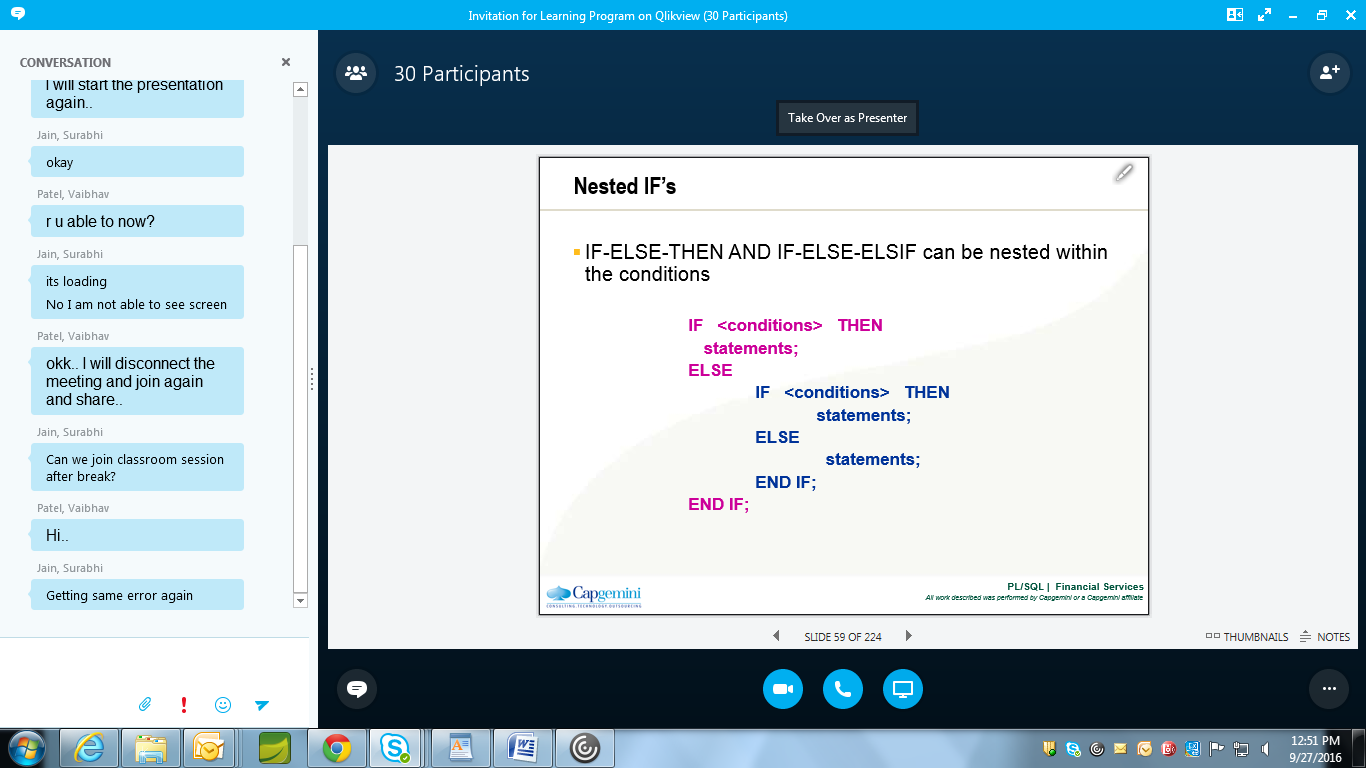 Invitation for Learning Program on Qlikview (30 Participants)
CONVERSATION
I will start the presentation
again..
Jain, Surabhi
okay
Patel, Vaibhav
r u able to now?
Jain, Surabhi
its loading
No I am not able to see screen
Patel, Vaibhav
okk.. I will disconnect the
meeting and join again
and share..
Jain, Surabhi
Can we join classroom session
after break?
Patel, Vaibhav
Hi..
Jain, Surabhi
Getting same error again
30 Participants
Take Over as Presenter
Nested IF's
IF-ELSE-THEN AND IF-ELSE-ELSIF can be nested within
the conditions
IF <conditions> THEN
statements;
ELSE
IF <conditions> THEN
statements;
ELSE
statements;
END IF;
END IF;
Capgemini
CONSULTING.TECHNOLOGY.OUTSOURCING
PL/SQL | Financial Services
All work described was performed by Capgemini or a Capgemini affiliate
SLIDE 59 OF 224
THUMBNAILS
NOTES
12:51 PM
9/27/2016